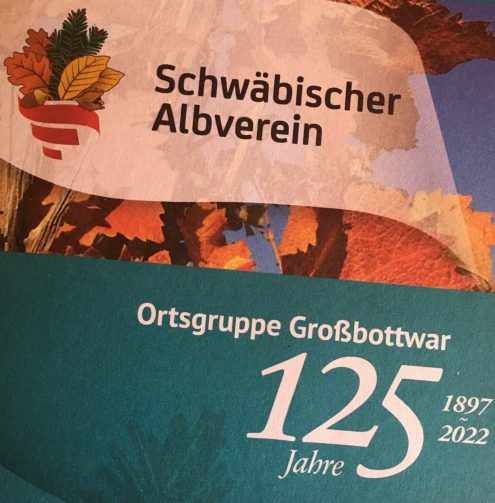 Schwäbischer
Albverein
Ortsgruppe Großbottwar
125
1897
~
2022
Jahre